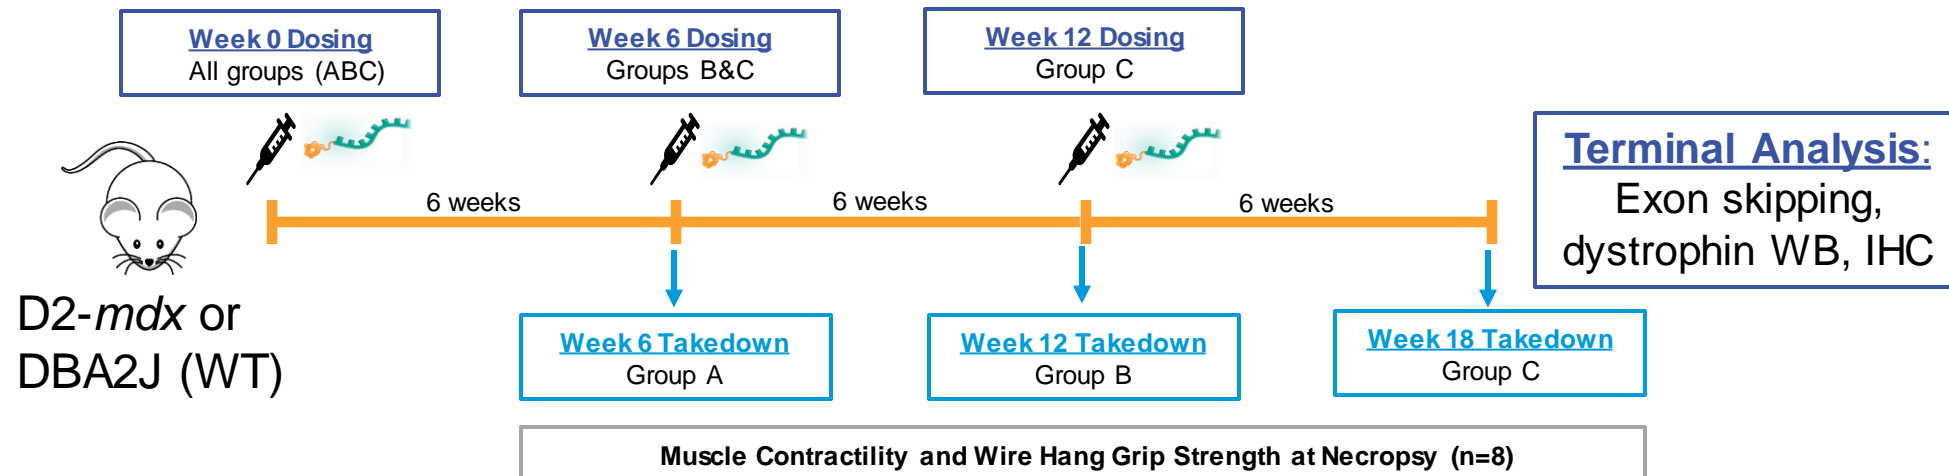 Week 0 Dosing
All groups (ABC)
Week 6 Dosing
Groups B&C
Week 12 Dosing
Group C
6 weeks
6 weeks
6 weeks
Terminal Analysis:
Exon skipping,
dystrophin WB, IHC
D2-mdx or
DBA2J (WT)
Week 6 Takedown
Group A
Week 12 Takedown
Group B
Week 18 Takedown
Group C
Muscle Contractility and Wire Hang Grip Strength at Necropsy (n=8)